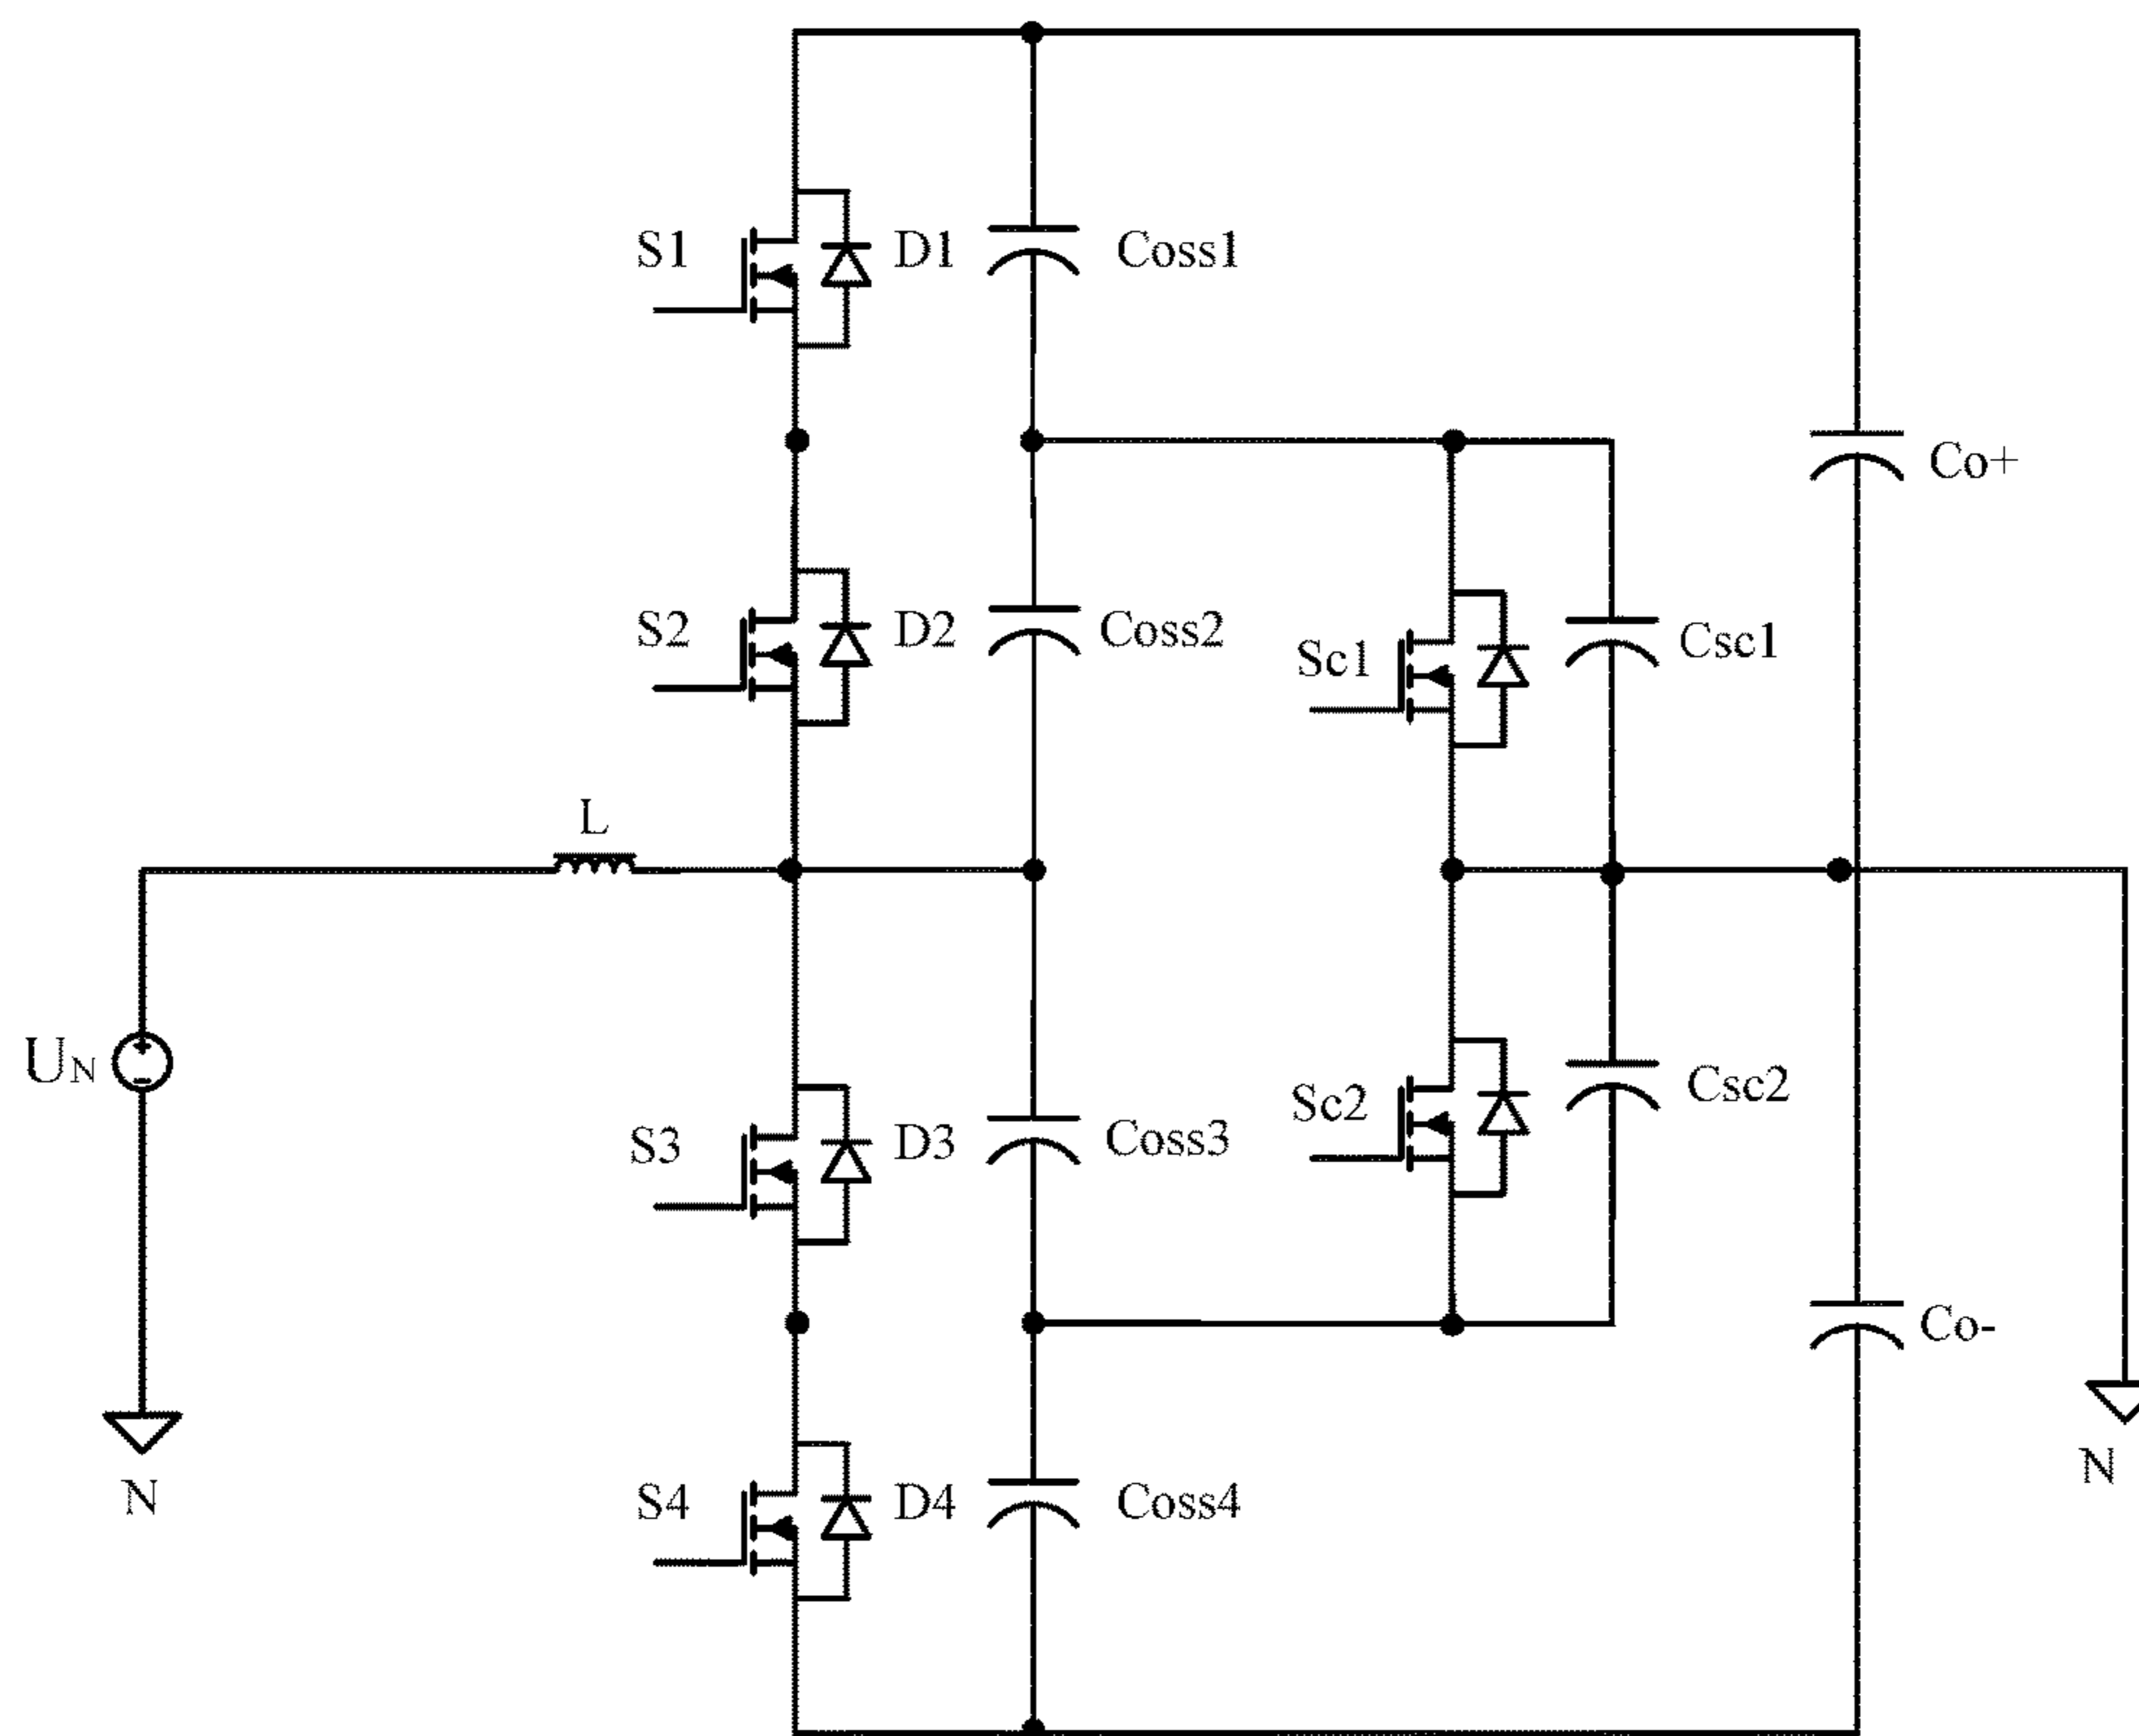 S1
D1
Coss1
Co+
S2
D2
Coss2
Sc1
Csc1
L
UN
S3
D3
Coss3
Sc2
Csc2
Co-
S4
D4
Coss4
N
N